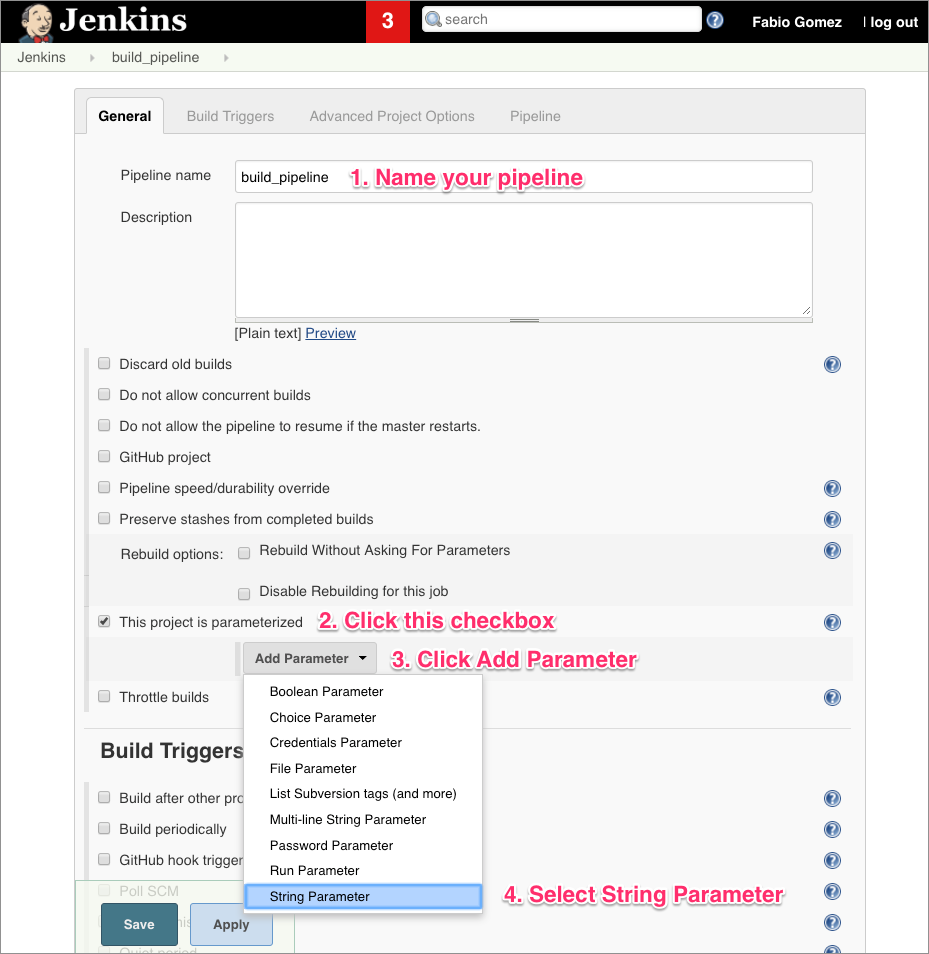 Jenkins 3 search Fabio Gomez | log out
Jenkins build_pipeline
General Build Triggers Advanced Project Options Pipeline
Pipeline name build_pipeline 1. Name your pipeline
Description
[Plain text] Preview
Discard old builds
Do not allow concurrent builds
Do not allow the pipeline to resume if the master restarts.
GitHub project
Pipeline speed/durability override
Preserve stashes from completed builds
Rebuild options: Rebuild Without Asking For Parameters
Disable Rebuilding for this job
This project is parameterized 2. Click this checkbox
Add Parameter 3. Click Add Parameter
Boolean Parameter
Throttle builds
Choice Parameter
Credentials Parameter
Build Triggers
File Parameter
List Subversion tags (and more)
Build after other pro
Multi-line String Parameter
Build periodically
Password Parameter
GitHub hook trigger
Run Parameter
Poll SCM
String Parameter 4. Select String Parameter
Save Apply
Quiet period